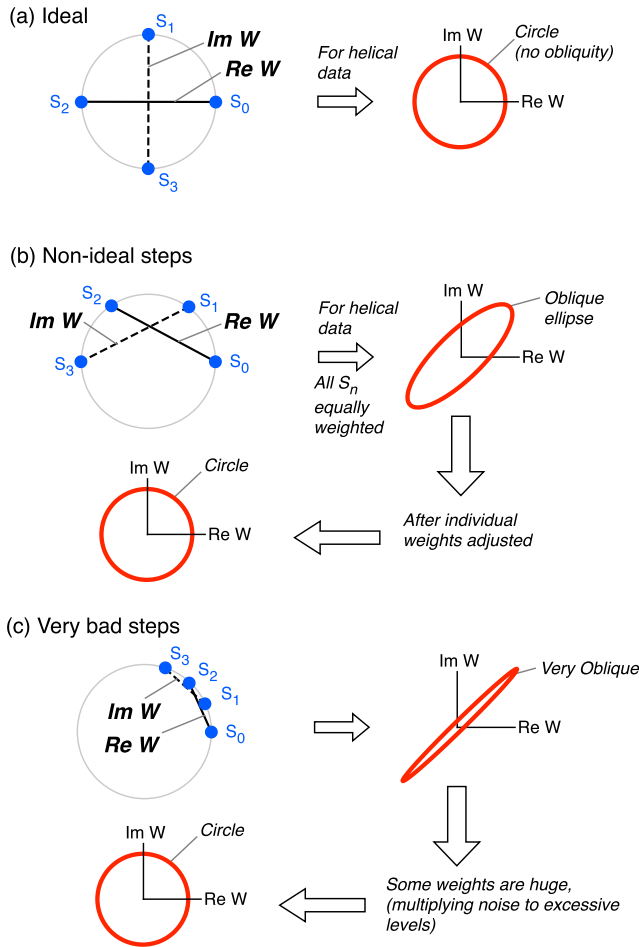 (a) Ideal
S1
Im W
Re W
S2
S0
S3
For helical
data
Im W
Circle
(no obliquity)
Re W
(b) Non-ideal steps
S2
S1
Im W
Re W
S3
S0
For helical
data
All Sn
equally
weighted
Im W
Oblique
ellipse
Re W
Im W
Circle
Re W
After individual
weights adjusted
(c) Very bad steps
S3
S2
S1
Im W
Re W
S0
Im W
Very Oblique
Re W
Im W
Circle
Re W
Some weights are huge,
(multiplying noise to excessive
levels)